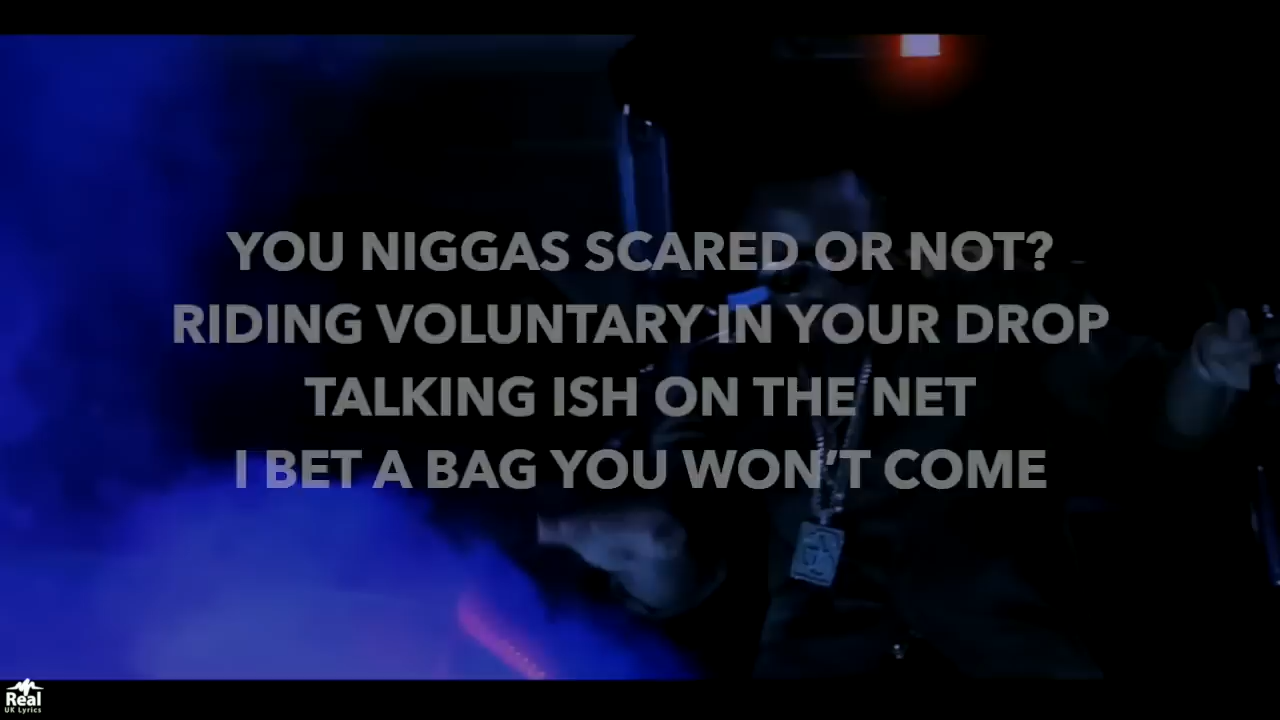 YOU NIGGAS SCARED OR NOT?
RIDING VOLUNTARY IN YOUR DROP
TALKING ISH ON THE NET
I BET A BAG YOU WON'T COME
Real
UK Lyrics